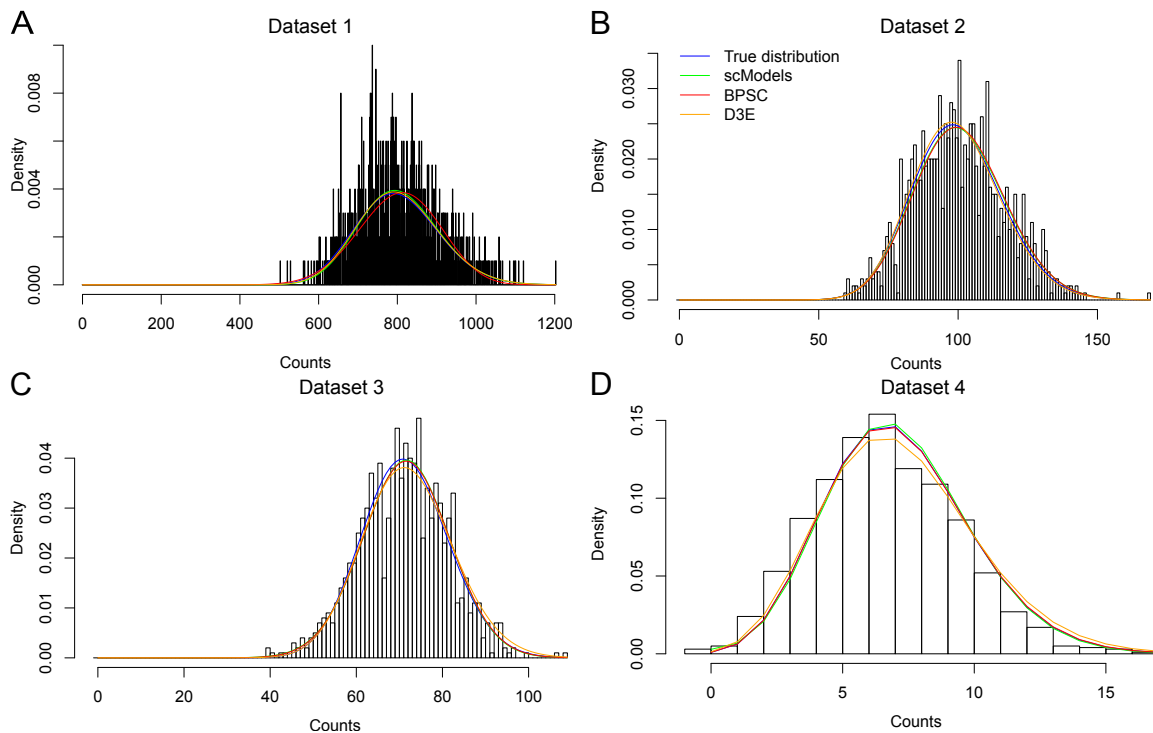 A
Dataset 1
Density
0.000
0.004
0.008
0
200
400
600
800
1000
1200
Counts
B
Dataset 2
True distribution
scModels
BPSC
D3E
Density
0.000
0.010
0.020
0.030
0
50
100
150
Counts
C
Dataset 3
Density
0.00
0.01
0.02
0.03
0.04
0
20
40
60
80
100
Counts
D
Dataset 4
Density
0.00
0.05
0.10
0.15
0
5
10
15
Counts